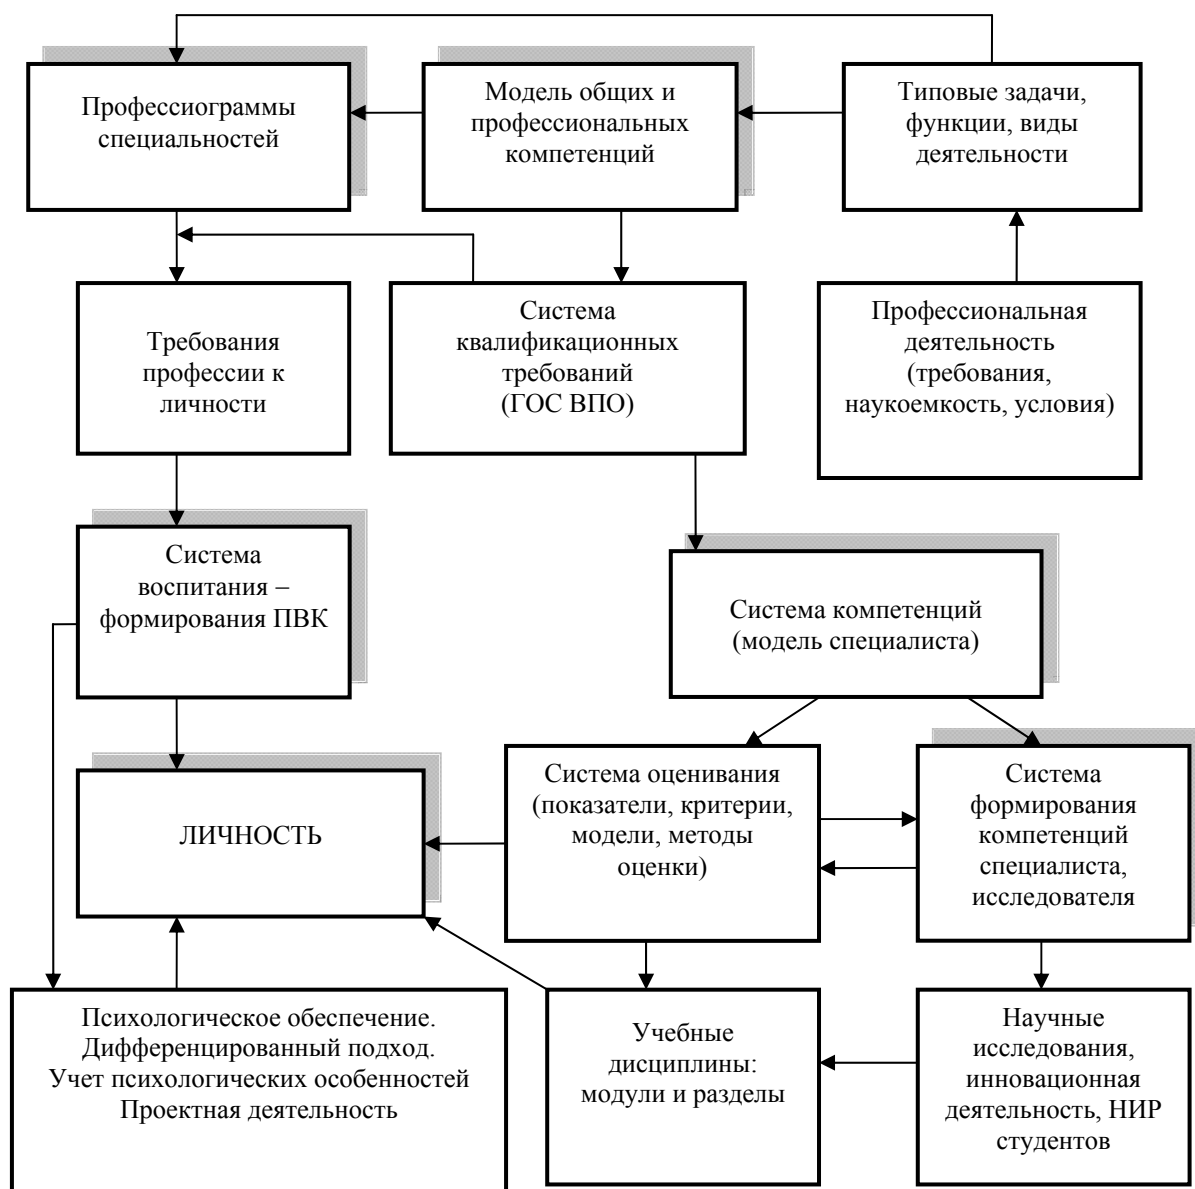 Профессиограммы
специальностей
Модель общих и
профессиональных
компетенций
Типовые задачи,
функции, виды
деятельности
Требования
профессии к
личности
Система
квалификационных
требований
(ГОС ВПО)
Профессиональная
деятельность
(требования,
наукоемкость, условия)
Система
воспитания –
формирования ПВК
Система компетенций
(модель специалиста)
ЛИЧНОСТЬ
Система оценивания
(показатели, критерии,
модели, методы
оценки)
Система
формирования
компетенций
специалиста,
исследователя
Психологическое обеспечение.
Дифференцированный подход.
Учет психологических особенностей
Проектная деятельность
Учебные
дисциплины:
модули и разделы
Научные
исследования,
инновационная
деятельность, НИР
студентов